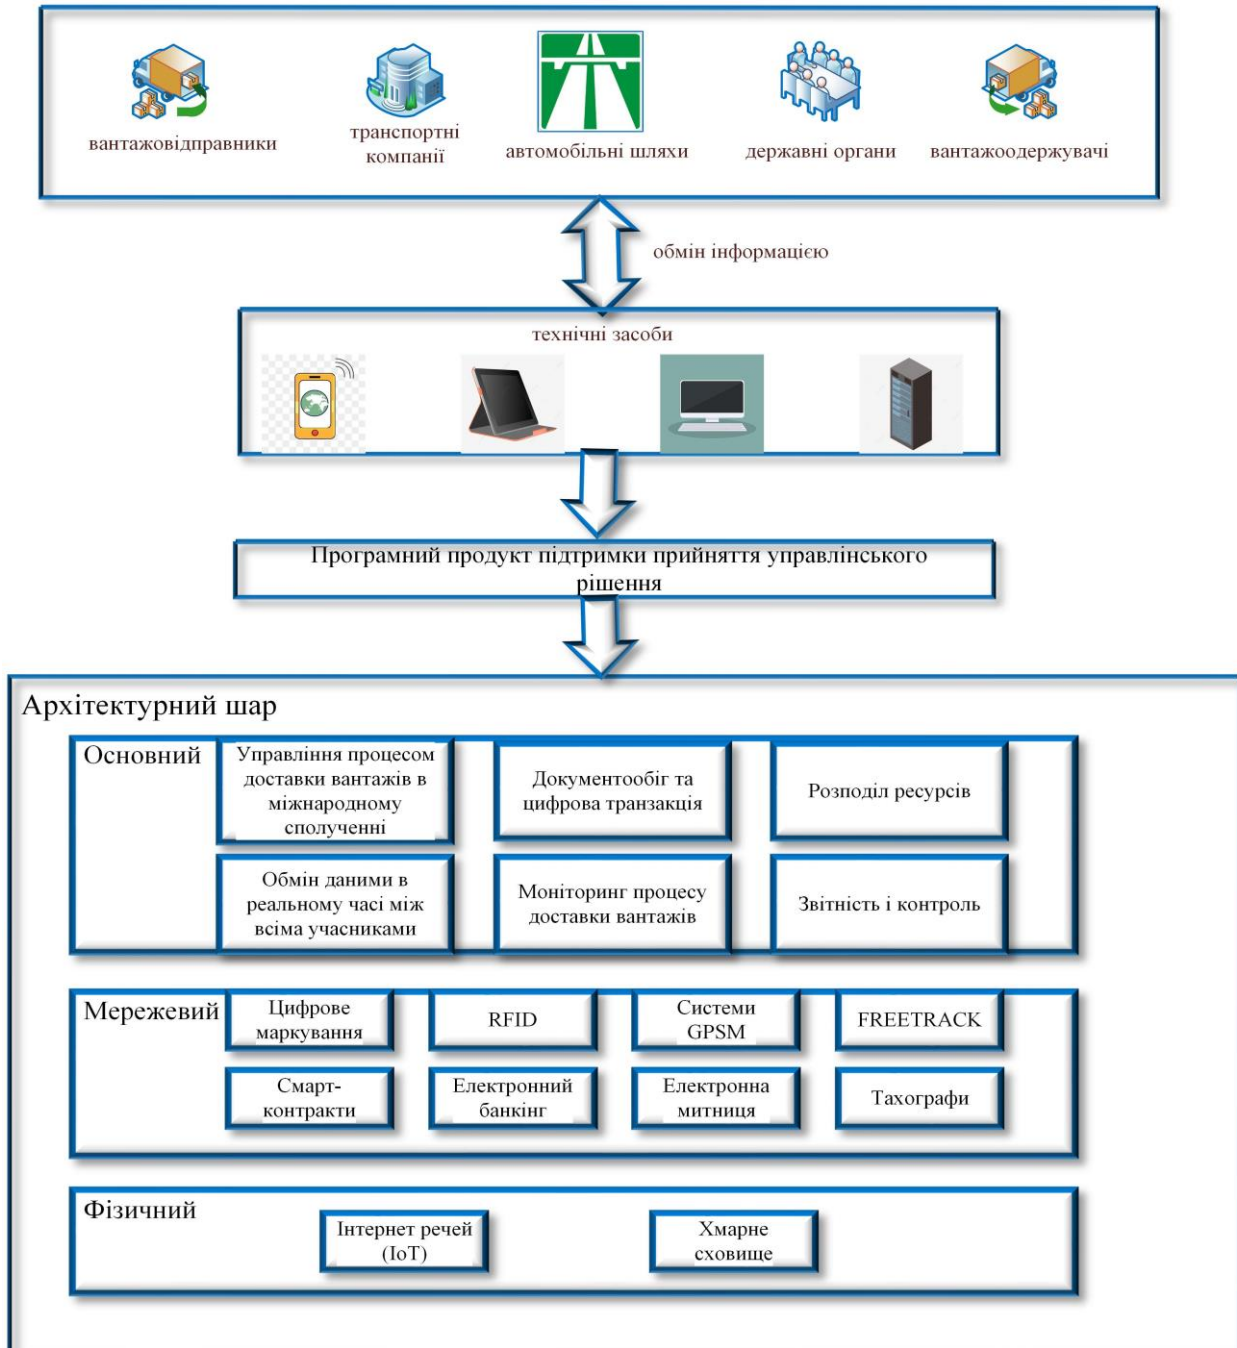 вантажовідправники
транспортні
компанії
автомобільні шляхи
державні органи
вантажоодержувачі
обмін інформацією
технічні засоби
Програмний продукт підтримки прийняття управлінського
рішення
Архітектурний шар
Основний
Управління процесом
доставки вантажів в
міжнародному
сполученні
Документообіг та
цифрова транзакція
Розподіл ресурсів
Обмін даними в
реальному часі між
всіма учасниками
Моніторинг процесу
доставки вантажів
Звітність і контроль
Мережевий
Цифрове
маркування
RFID
Системи
GPSM
FREETRACK
Смарт-
контракти
Електронний
банкінг
Електронна
митниця
Тахографи
Фізичний
Інтернет речей
(IoT)
Хмарне
сховище